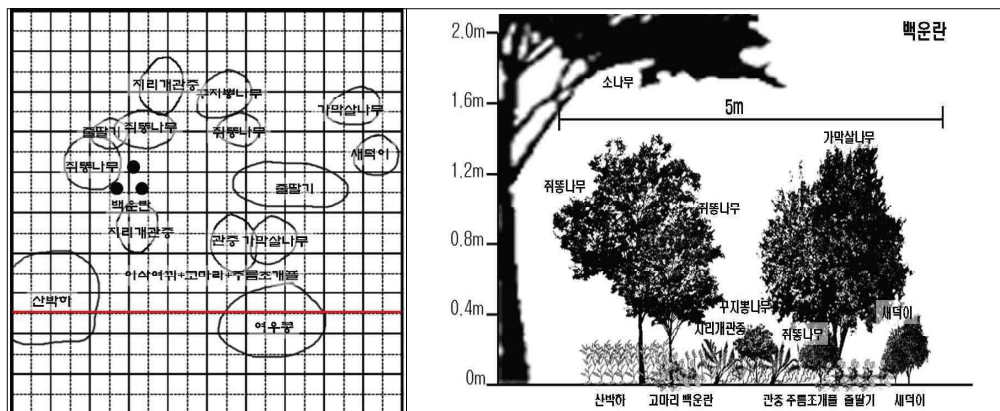 지리개관중
꾸지뽕나무
가막살나무
줄딸기
쥐똥나무
쥐똥나무
새덕이
쥐똥나무
줄딸기
백운란
지리개관중
관중
가막살나무
이삭여뀌+고마리+주름조개풀
산박하
여우콩
백운란
2.0m
소나무
1.6m
5m
가막살나무
1.2m
쥐똥나무
쥐똥나무
0.8m
0.4m
꾸지뽕나무
새덕이
지리개관중
쥐똥나무
0m
산박하 고마리 백운란 관중 주름조개풀 줄딸기 새덕이